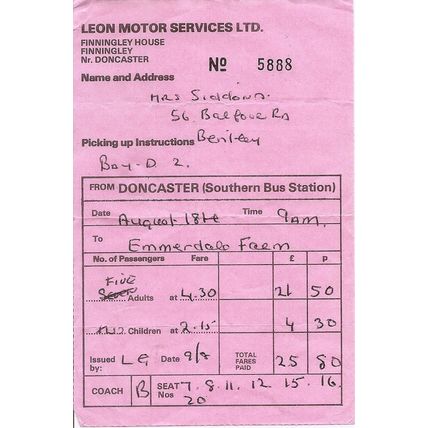 LEON MOTOR SERVICES LTD.
FINNINGLEY HOUSE
FINNINGLEY
Nr. DONCASTER
Nº 5888
Name and Address
MRS Siddons.
56, Balfour Rd
Picking up Instructions Bentley
Bay-D 2.
FROM DONCASTER (Southern Bus Station)
Date August 18th Time 9AM.
To Emmerdale Farm
No. of Passengers Fare £ P
FIVE
Seven Adults at 4.30 21 50
Two Children at 2.15 4 30
Issued by: LG Date 9/8 TOTAL FARES PAID 25 80
COACH B SEAT Nos 7. 8. 11. 12. 15. 16.
20